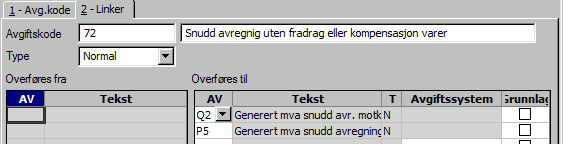 1 - Avg.kode 2 - Linker
Avgiftskode 72 Snudd avregnig uten fradrag eller kompensasjon varer
Type Normal
Overføres fra Overføres til
AV Tekst AV Tekst T Avgiftssystem Grunnlag
Q2 Generert mva snudd avr. motk N
P5 Generert mva snudd avregning N